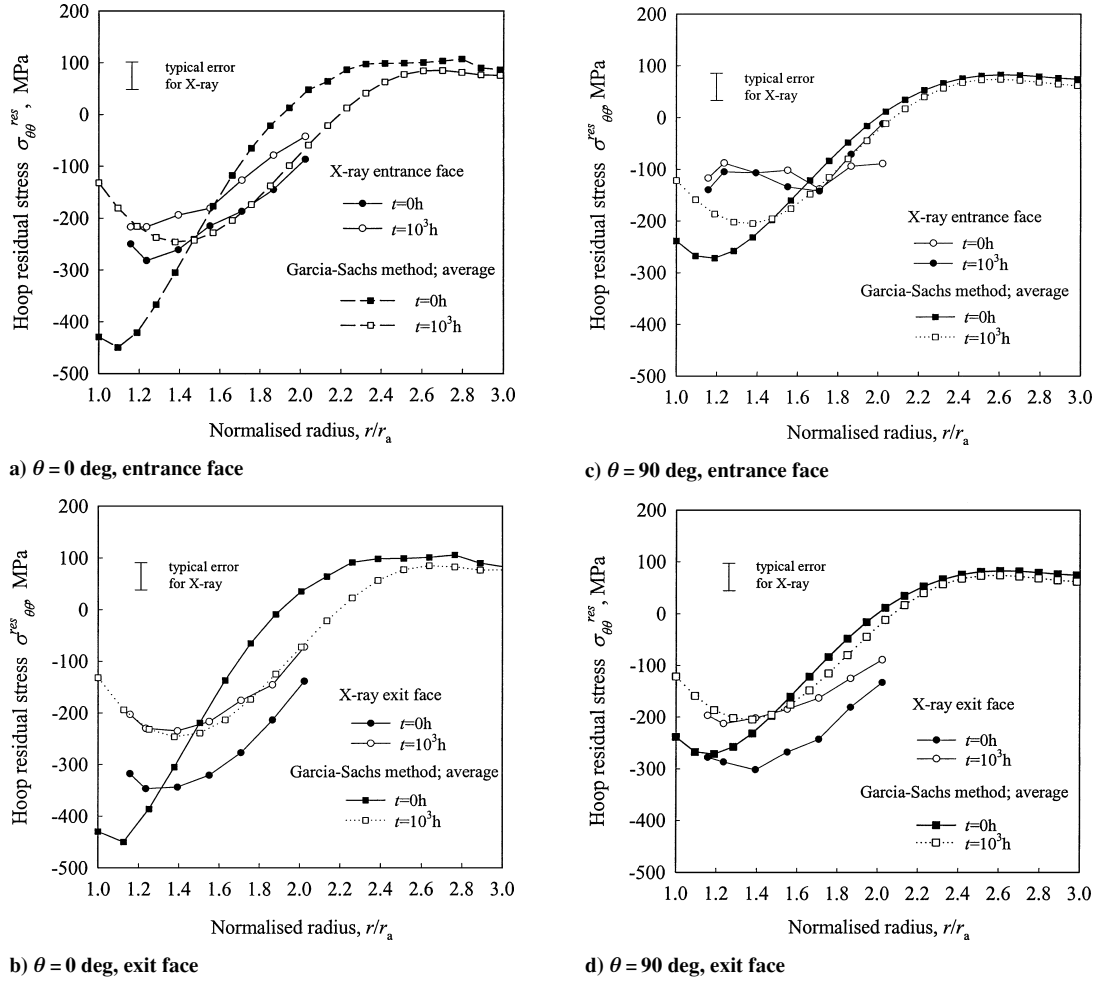 200
100
0
-100
-200
-300
-400
-500
Hoop residual stress σθθ^res, MPa
typical error
for X-ray
X-ray entrance face
t=0h
t=10³h
Garcia-Sachs method; average
t=0h
t=10³h
1.0 1.2 1.4 1.6 1.8 2.0 2.2 2.4 2.6 2.8 3.0
Normalised radius, r/ra
a) θ = 0 deg, entrance face
200
100
0
-100
-200
-300
-400
-500
Hoop residual stress σ^res θθ, MPa
typical error
for X-ray
X-ray entrance face
t=0h
t=10³h
Garcia-Sachs method; average
t=0h
t=10³h
1.0 1.2 1.4 1.6 1.8 2.0 2.2 2.4 2.6 2.8 3.0
Normalised radius, r/ra
c) θ = 90 deg, entrance face
200
100
0
-100
-200
-300
-400
-500
Hoop residual stress σ^res θθ, MPa
typical error
for X-ray
X-ray exit face
t=0h
t=10³h
Garcia-Sachs method; average
t=0h
t=10³h
1.0 1.2 1.4 1.6 1.8 2.0 2.2 2.4 2.6 2.8 3.0
Normalised radius, r/ra
b) θ = 0 deg, exit face
200
100
0
-100
-200
-300
-400
-500
Hoop residual stress σθθ^res, MPa
typical error
for X-ray
X-ray exit face
t=0h
t=10³h
Garcia-Sachs method; average
t=0h
t=10³h
1.0 1.2 1.4 1.6 1.8 2.0 2.2 2.4 2.6 2.8 3.0
Normalised radius, r/ra
d) θ = 90 deg, exit face